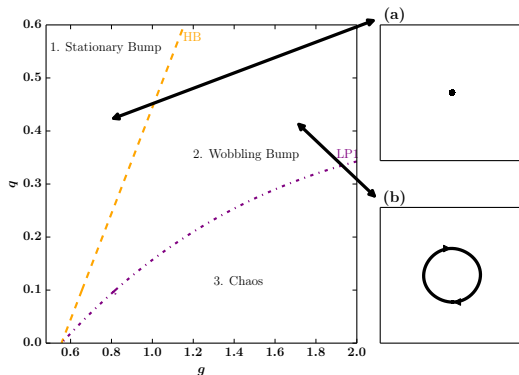 (a)
0.6
HB
1. Stationary Bump
0.5
0.4
2. Wobbling Bump
LP1
0.3
q
(b)
0.2
3. Chaos
0.1
0.0
0.6 0.8 1.0 1.2 1.4 1.6 1.8 2.0
g